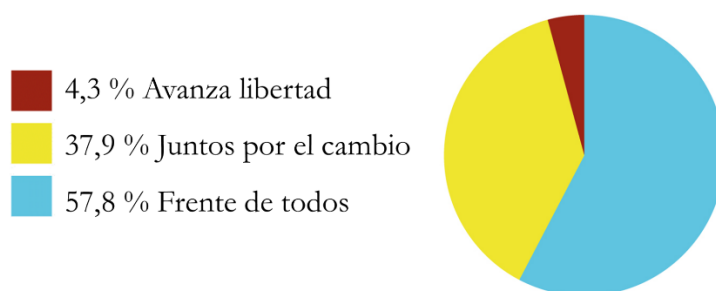 4,3 % Avanza libertad
37,9 % Juntos por el cambio
57,8 % Frente de todos